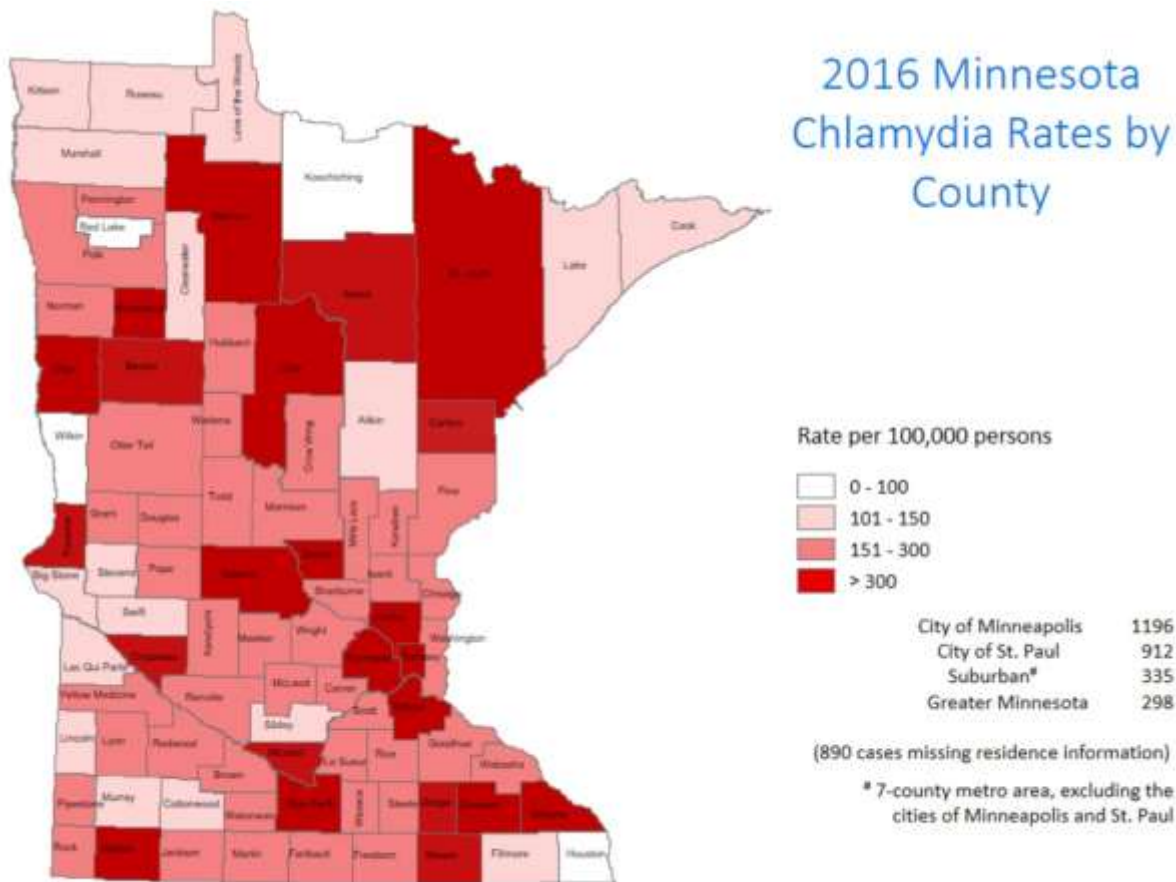 2016 Minnesota
Chlamydia Rates by
County
Kittson
Roseau
Lake of the Woods
Marshall
Koochiching
Pennington
Red Lake
Polk
Clearwater
Cook
Lake
Norman
Hubbard
Becker
Clay
Cass
Itasca
Wadena
Aitkin
Carlton
Wilkin
Otter Tail
Crow Wing
Todd
Morrison
Mille Lacs
Kanabec
Pine
Grant
Douglas
Big Stone
Stevens
Pope
Isanti
Sherburne
Chisago
Swift
Kandiyohi
Meeker
Wright
Washington
Lac Qui Parle
McLeod
Carver
Yellow Medicine
Renville
Scott
Sibley
Lincoln
Lyon
Redwood
Le Sueur
Rice
Goodhue
Wabasha
Brown
Pipestone
Murray
Cottonwood
Watonwan
Waseca
Steele
Rock
Jackson
Martin
Faribault
Freeborn
Fillmore
Houston
Rate per 100,000 persons
0 - 100
101 - 150
151 - 300
> 300
City of Minneapolis 1196
City of St. Paul 912
Suburban# 335
Greater Minnesota 298
(890 cases missing residence information)
# 7-county metro area, excluding the
cities of Minneapolis and St. Paul